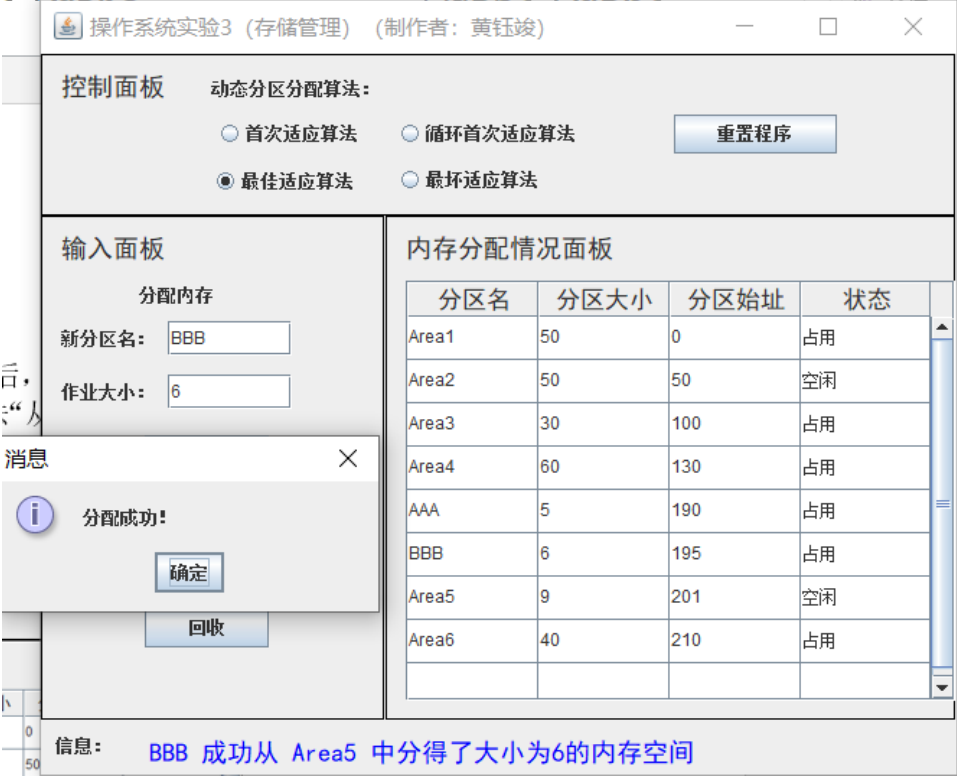 操作系统实验3（存储管理）（制作者：黄钰竣）
控制面板 动态分区分配算法：
首次适应算法 循环首次适应算法 重置程序
最佳适应算法 最坏适应算法
输入面板
分配内存
新分区名： BBB
作业大小： 6
后，
“从
消息
分配成功！
确定
回收
内存分配情况面板
分区名 分区大小 分区始址 状态
Area1 50 0 占用
Area2 50 50 空闲
Area3 30 100 占用
Area4 60 130 占用
AAA 5 190 占用
BBB 6 195 占用
Area5 9 201 空闲
Area6 40 210 占用
小
0
50
信息： BBB 成功从 Area5 中分得了大小为6的内存空间